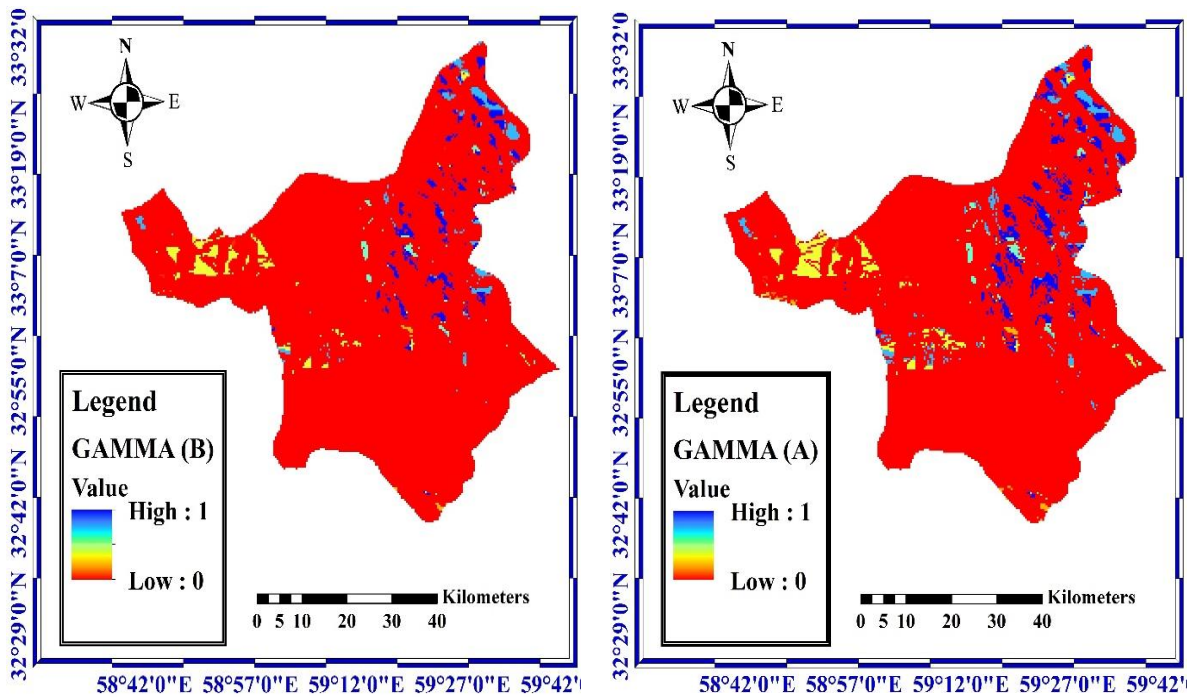 N
W E
S
33°32'0
33°19'0"N
33°7'0"N
32°55'0"N
32°42'0"N
32°29'0"N
Legend
GAMMA (B)
Value
High : 1
Low : 0
Kilometers
0 5 10 20 30 40
58°42'0"E 58°57'0"E 59°12'0"E 59°27'0"E 59°42'
N
W E
S
33°32'0
33°19'0"N
33°7'0"N
32°55'0"N
32°42'0"N
32°29'0"N
Legend
GAMMA (A)
Value
High : 1
Low : 0
Kilometers
0 5 10 20 30 40
58°42'0"E 58°57'0"E 59°12'0"E 59°27'0"E 59°42'0